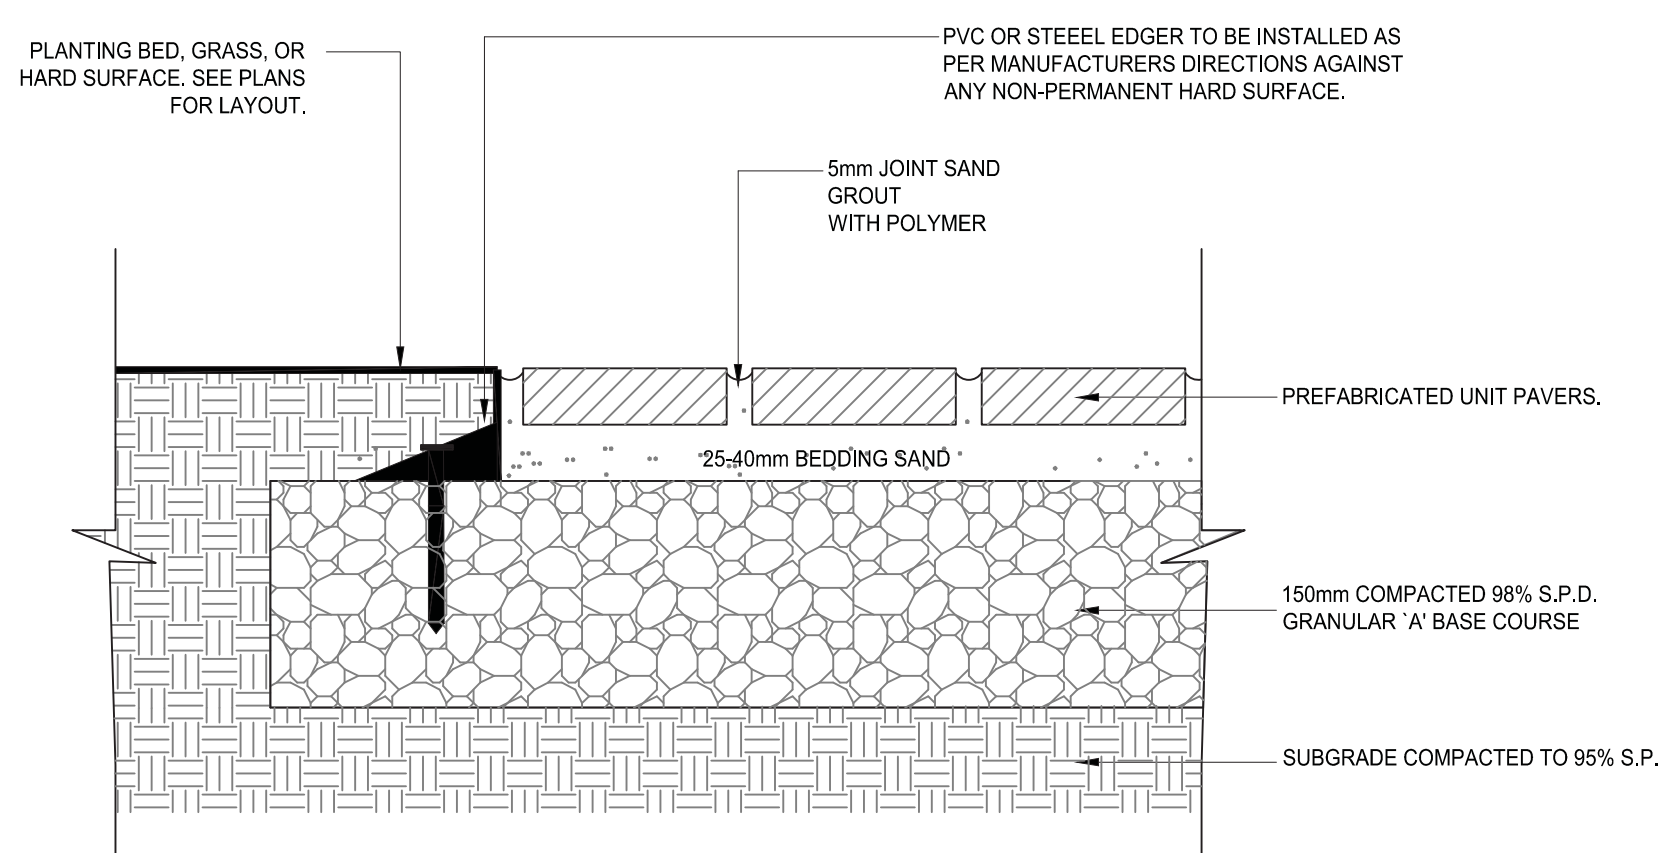 PLANTING BED, GRASS, OR
HARD SURFACE. SEE PLANS
FOR LAYOUT.
PVC OR STEEEL EDGER TO BE INSTALLED AS
PER MANUFACTURERS DIRECTIONS AGAINST
ANY NON-PERMANENT HARD SURFACE.
5mm JOINT SAND
GROUT
WITH POLYMER
PREFABRICATED UNIT PAVERS.
25-40mm BEDDING SAND
150mm COMPACTED 98% S.P.D.
GRANULAR `A' BASE COURSE
SUBGRADE COMPACTED TO 95% S.P.